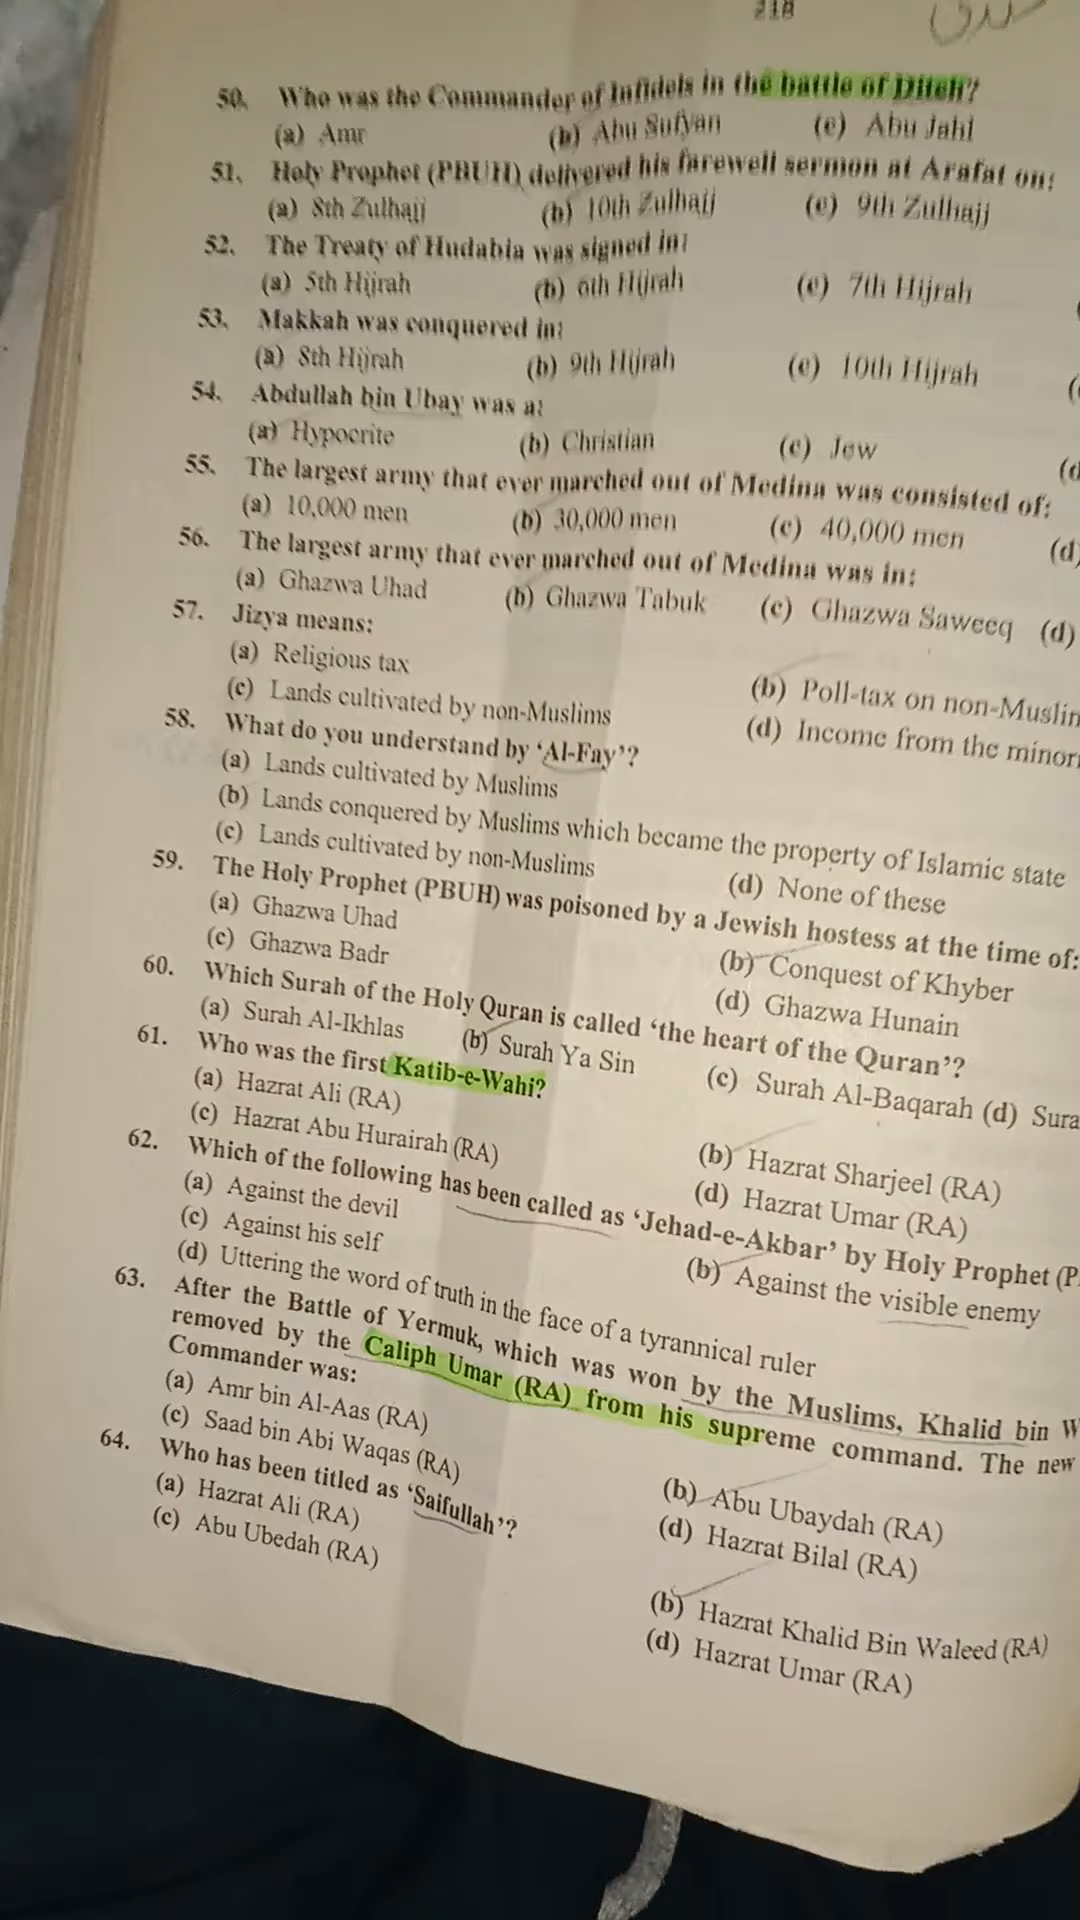 218
50. Who was the Commander of Infidels in the battle of Ditch?
(a) Amr (b) Abu Sufyan (c) Abu Jahl
51. Holy Prophet (PBUH) delivered his farewell sermon at Arafat on:
(a) 8th Zulhajj (b) 10th Zulhajj (c) 9th Zulhajj
52. The Treaty of Hudabia was signed in:
(a) 5th Hijrah (b) 6th Hijrah (c) 7th Hijrah
53. Makkah was conquered in:
(a) 8th Hijrah (b) 9th Hijrah (c) 10th Hijrah
54. Abdullah bin Ubay was a:
(a) Hypocrite (b) Christian (c) Jew
55. The largest army that ever marched out of Medina was consisted of:
(a) 10,000 men (b) 30,000 men (c) 40,000 men (d)
56. The largest army that ever marched out of Medina was in:
(a) Ghazwa Uhad (b) Ghazwa Tabuk (c) Ghazwa Saweeq (d)
57. Jizya means:
(a) Religious tax (b) Poll-tax on non-Muslim
(c) Lands cultivated by non-Muslims (d) Income from the minor
58. What do you understand by ‘Al-Fay’?
(a) Lands cultivated by Muslims
(b) Lands conquered by Muslims which became the property of Islamic state
(c) Lands cultivated by non-Muslims (d) None of these
59. The Holy Prophet (PBUH) was poisoned by a Jewish hostess at the time of:
(a) Ghazwa Uhad (b) Conquest of Khyber
(c) Ghazwa Badr (d) Ghazwa Hunain
60. Which Surah of the Holy Quran is called ‘the heart of the Quran’?
(a) Surah Al-Ikhlas (b) Surah Ya Sin (c) Surah Al-Baqarah (d) Sura
61. Who was the first Katib-e-Wahi?
(a) Hazrat Ali (RA) (b) Hazrat Sharjeel (RA)
(c) Hazrat Abu Hurairah (RA) (d) Hazrat Umar (RA)
62. Which of the following has been called as ‘Jehad-e-Akbar’ by Holy Prophet (P
(a) Against the devil (b) Against the visible enemy
(c) Against his self
(d) Uttering the word of truth in the face of a tyrannical ruler
63. After the Battle of Yermuk, which was won by the Muslims, Khalid bin W
removed by the Caliph Umar (RA) from his supreme command. The new
Commander was:
(a) Amr bin Al-Aas (RA) (b) Abu Ubaydah (RA)
(c) Saad bin Abi Waqas (RA) (d) Hazrat Bilal (RA)
64. Who has been titled as ‘Saifullah’?
(a) Hazrat Ali (RA) (b) Hazrat Khalid Bin Waleed (RA)
(c) Abu Ubedah (RA) (d) Hazrat Umar (RA)